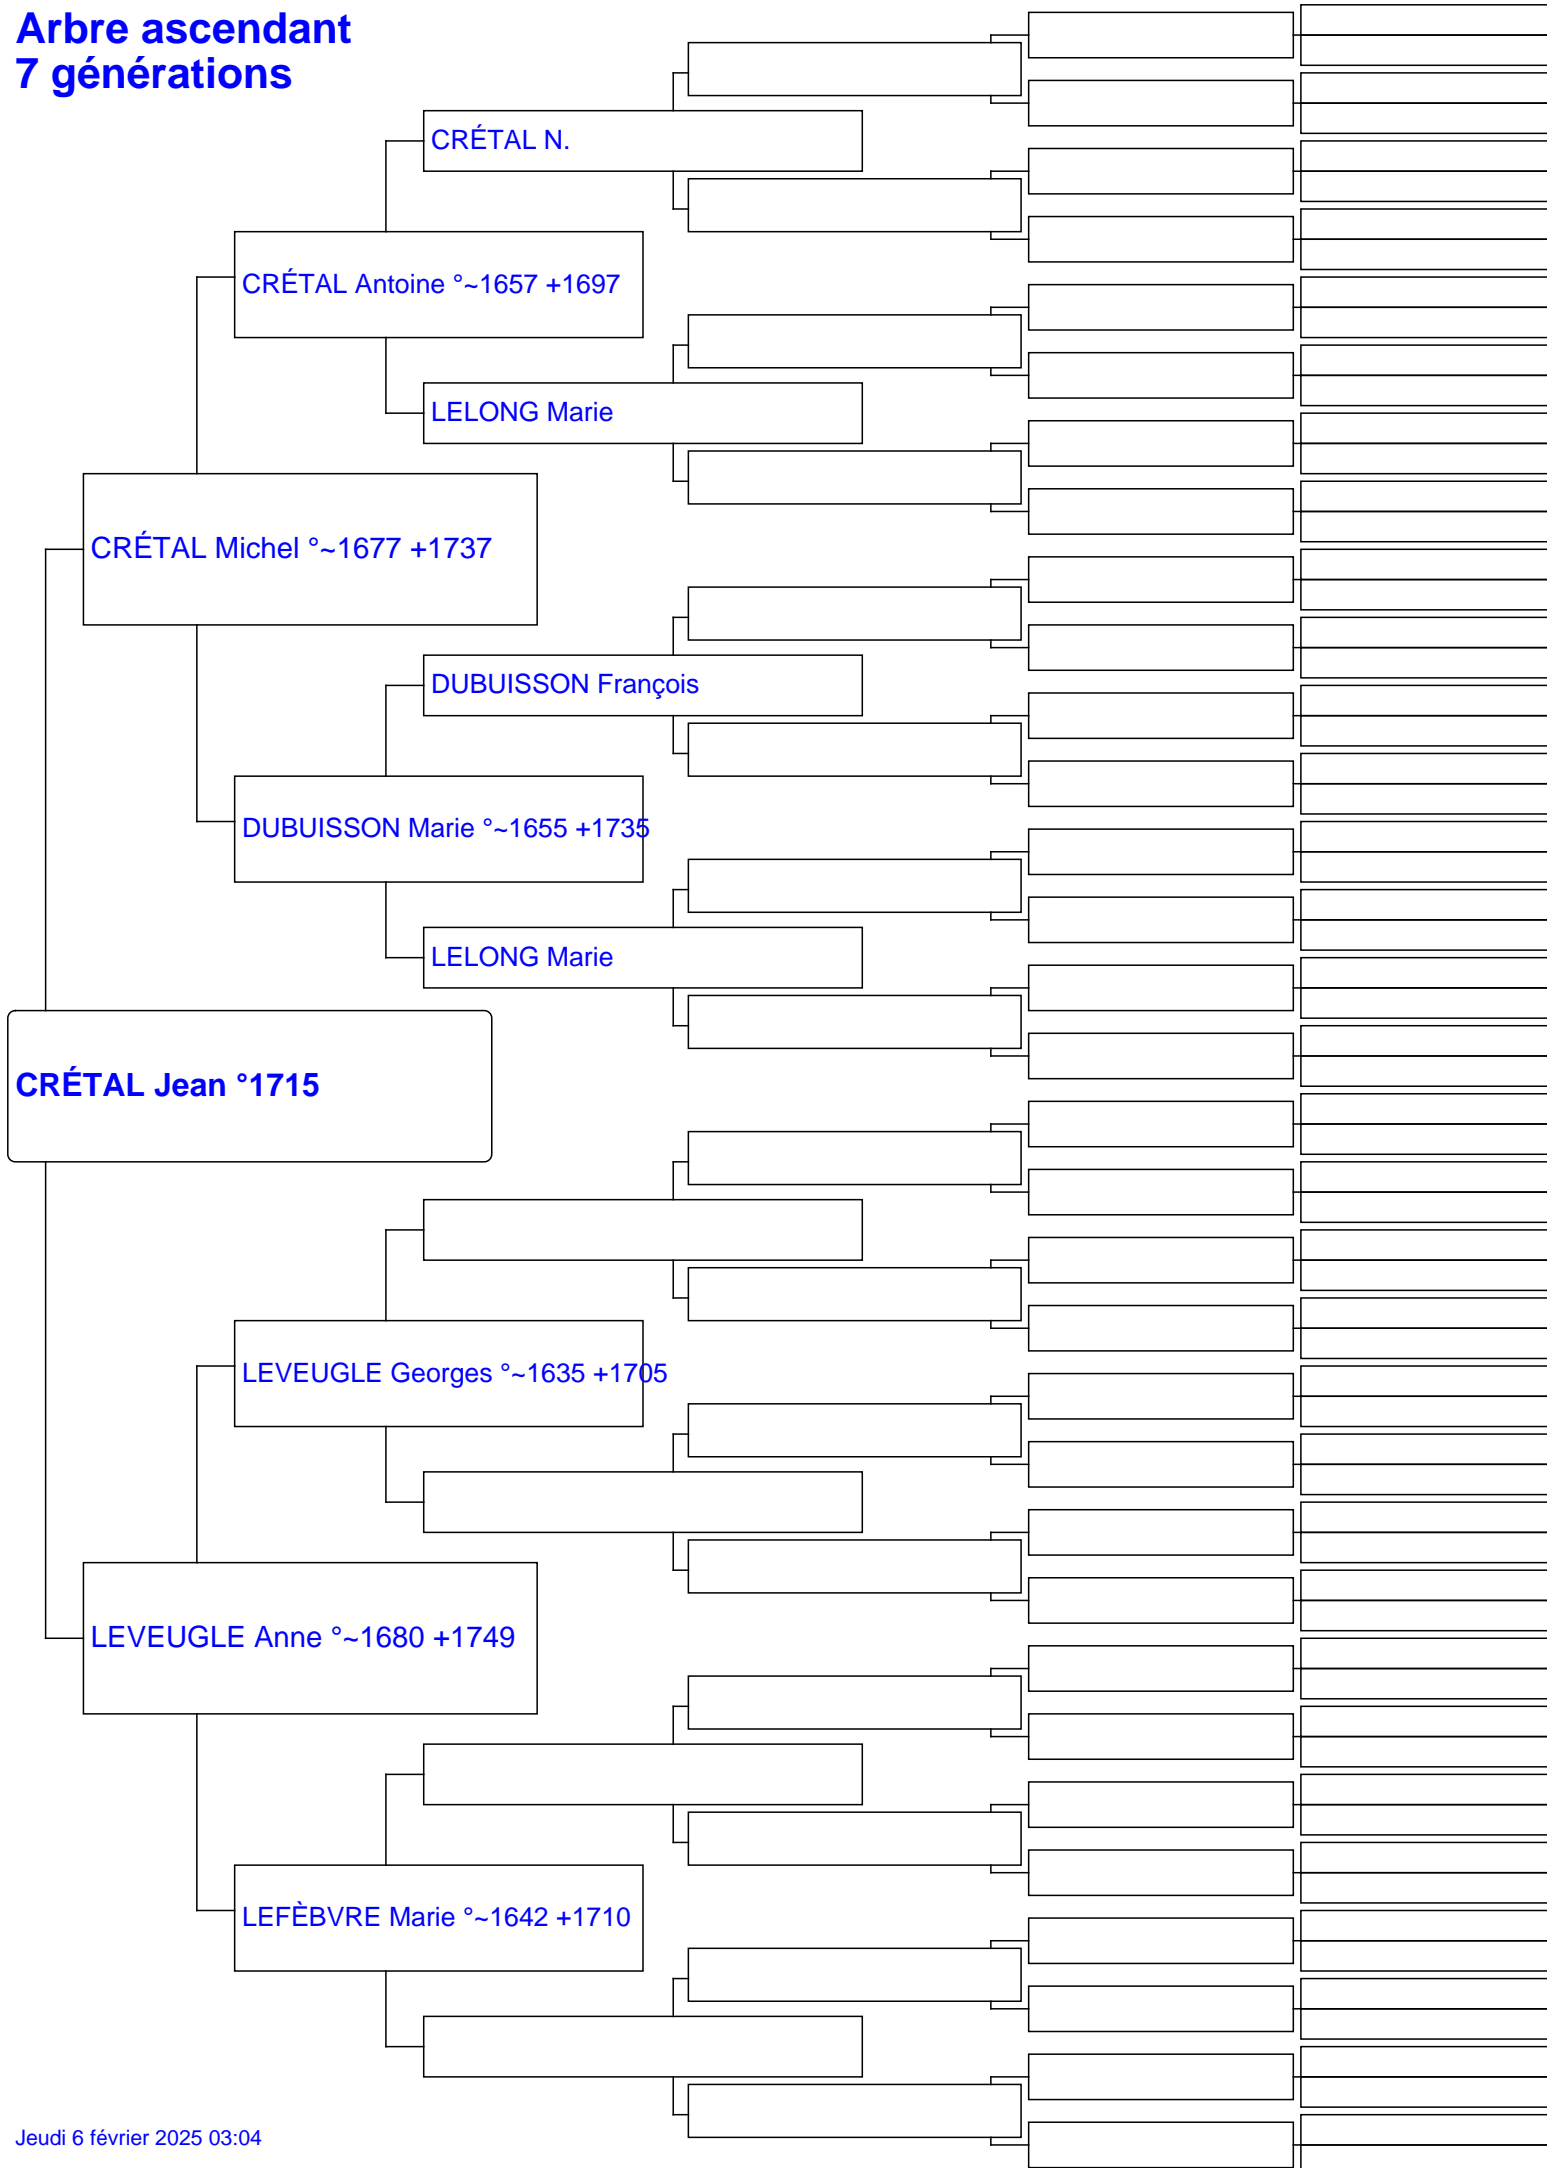 Arbre ascendant
7 générations
CRÉTAL N.
CRÉTAL Antoine °~1657 +1697
LELONG Marie
CRÉTAL Michel °~1677 +1737
DUBUISSON François
DUBUISSON Marie °~1655 +1735
LELONG Marie
CRÉTAL Jean °1715
LEVEUGLE Georges °~1635 +1705
LEVEUGLE Anne °~1680 +1749
LEFÈBVRE Marie °~1642 +1710
Jeudi 6 février 2025 03:04